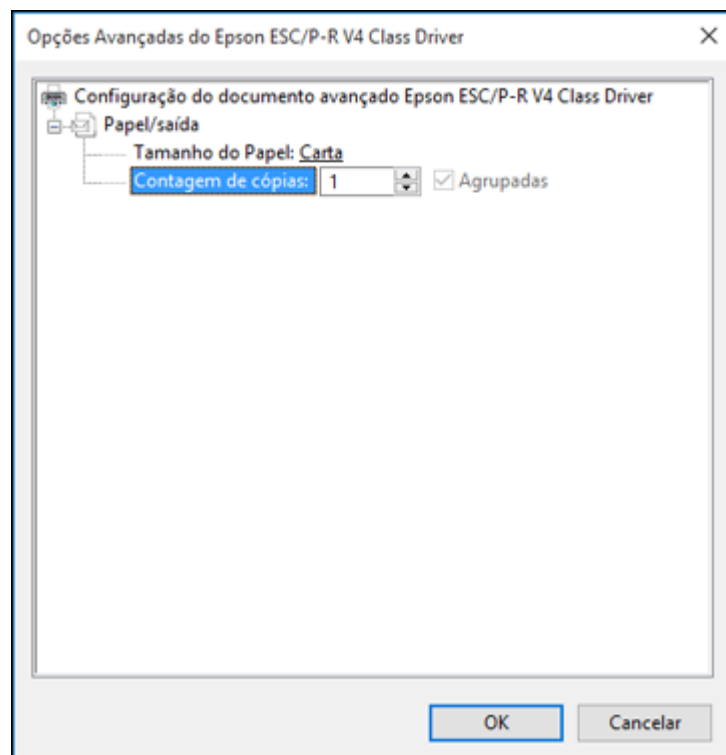 Opções Avançadas do Epson ESC/P-R V4 Class Driver
Configuração do documento avançado Epson ESC/P-R V4 Class Driver
Papel/saída
Tamanho do Papel: Carta
Contagem de cópias: 1 Agrupadas
OK Cancelar